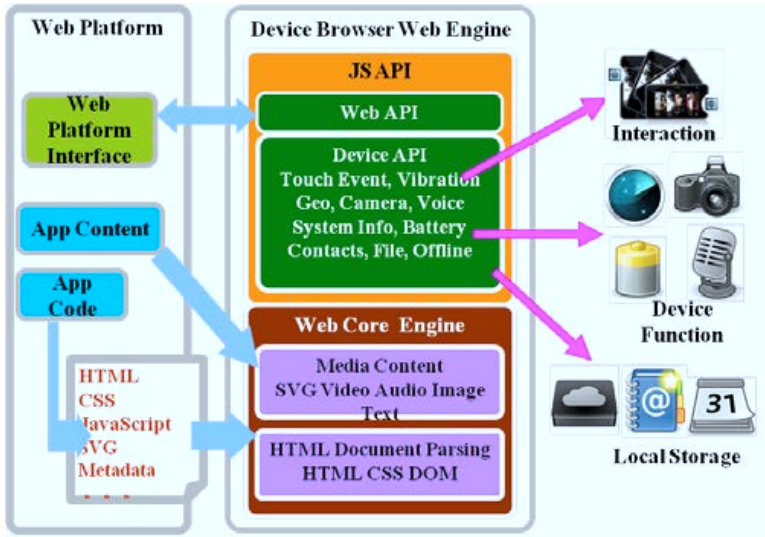 Web Platform
Web
Platform
Interface
App Content
App
Code
HTML
CSS
JavaScript
SVG
Metadata
. . .
Device Browser Web Engine
JS API
Web API
Device API
Touch Event, Vibration
Geo, Camera, Voice
System Info, Battery
Contacts, File, Offline
Web Core Engine
Media Content
SVG Video Audio Image
Text
HTML Document Parsing
HTML CSS DOM
Interaction
Device
Function
@
31
Local Storage